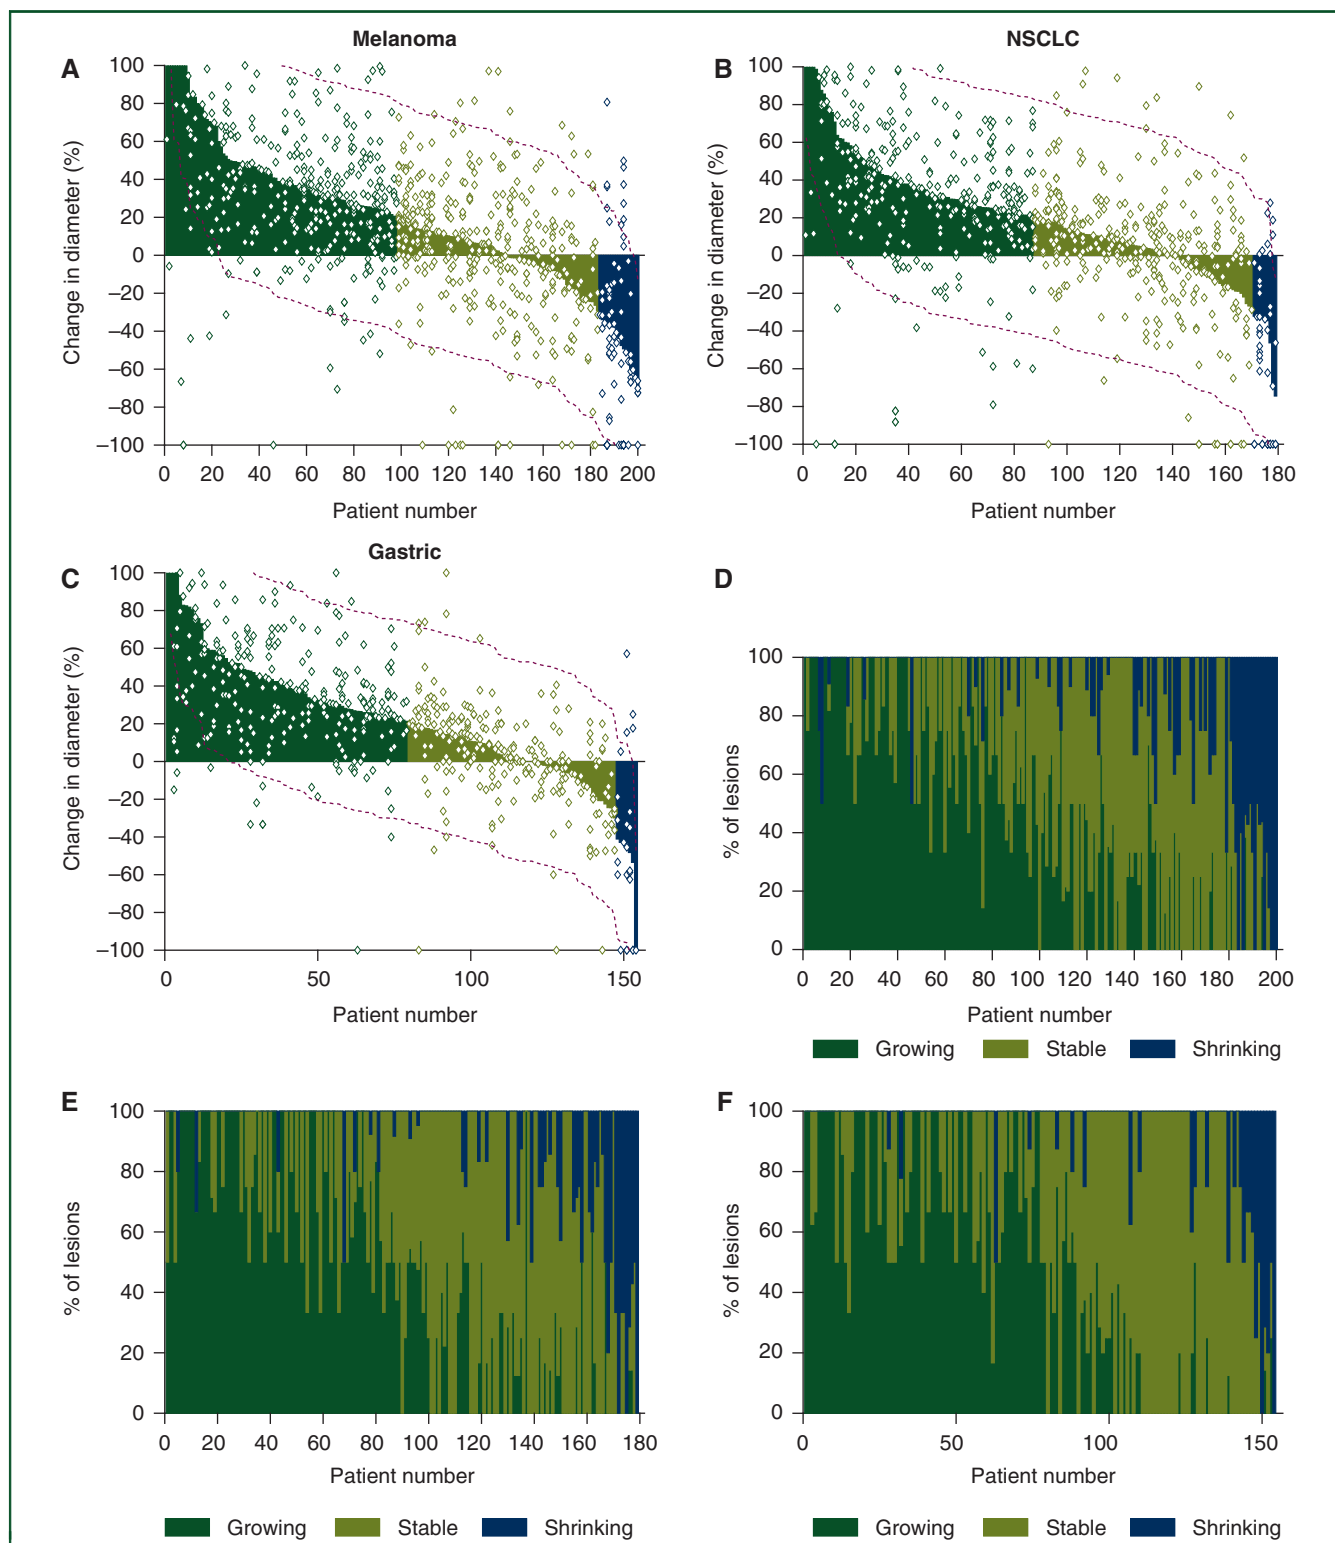 Melanoma
A
100
80
60
40
20
0
–20
–40
–60
–80
–100
Change in diameter (%)
0 20 40 60 80 100 120 140 160 180 200
Patient number
NSCLC
B
100
80
60
40
20
0
–20
–40
–60
–80
–100
Change in diameter (%)
0 20 40 60 80 100 120 140 160 180
Patient number
Gastric
C
100
80
60
40
20
0
–20
–40
–60
–80
–100
Change in diameter (%)
0 50 100 150
Patient number
D
100
80
60
40
20
0
% of lesions
0 20 40 60 80 100 120 140 160 180 200
Patient number
Growing Stable Shrinking
E
100
80
60
40
20
0
% of lesions
0 20 40 60 80 100 120 140 160 180
Patient number
Growing Stable Shrinking
F
100
80
60
40
20
0
% of lesions
0 50 100 150
Patient number
Growing Stable Shrinking